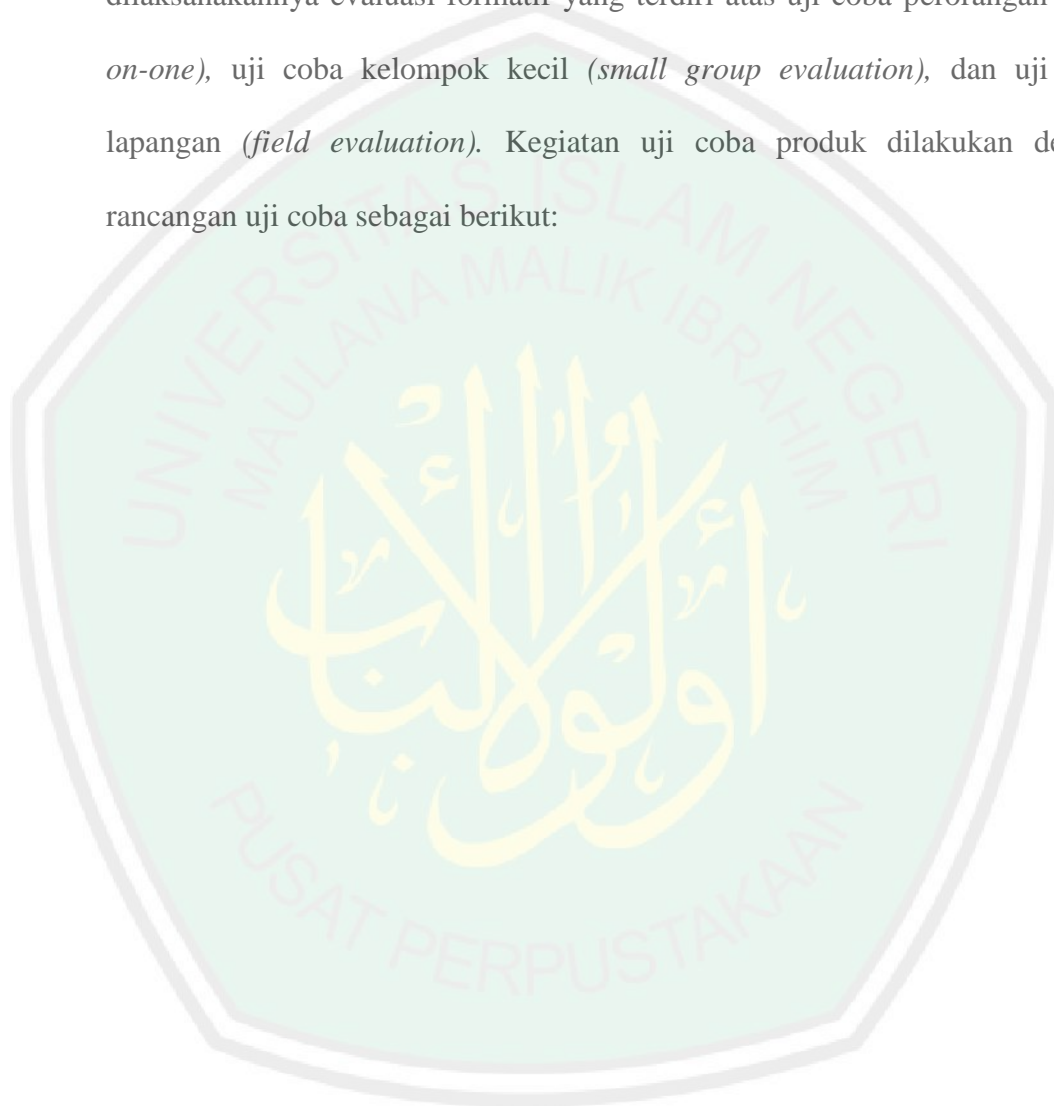 dilaksanakannya evaluasi formatif yang terdiri atas uji coba perorangan
on-one), uji coba kelompok kecil (small group evaluation), dan uji
lapangan (field evaluation). Kegiatan uji coba produk dilakukan de
rancangan uji coba sebagai berikut:
UNIVERSITAS ISLAM NEGERI
MAULANA MALIK IBRAHIM
أولوا الألباب
PUSAT PERPUSTAKAAN